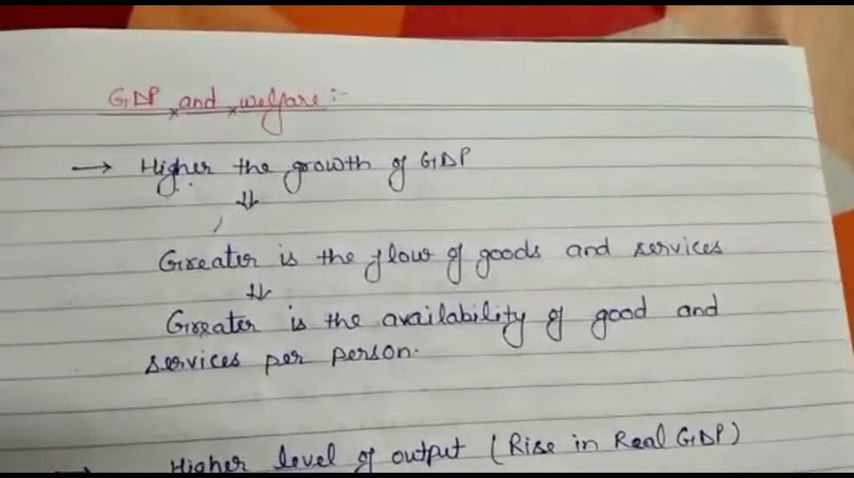 GDP and welfare :-
→ Higher the growth of GDP
⇓
Greater is the flow of goods and services
⇓
Greater is the availability of good and
services per person.
→ Higher level of output (Rise in Real GDP)